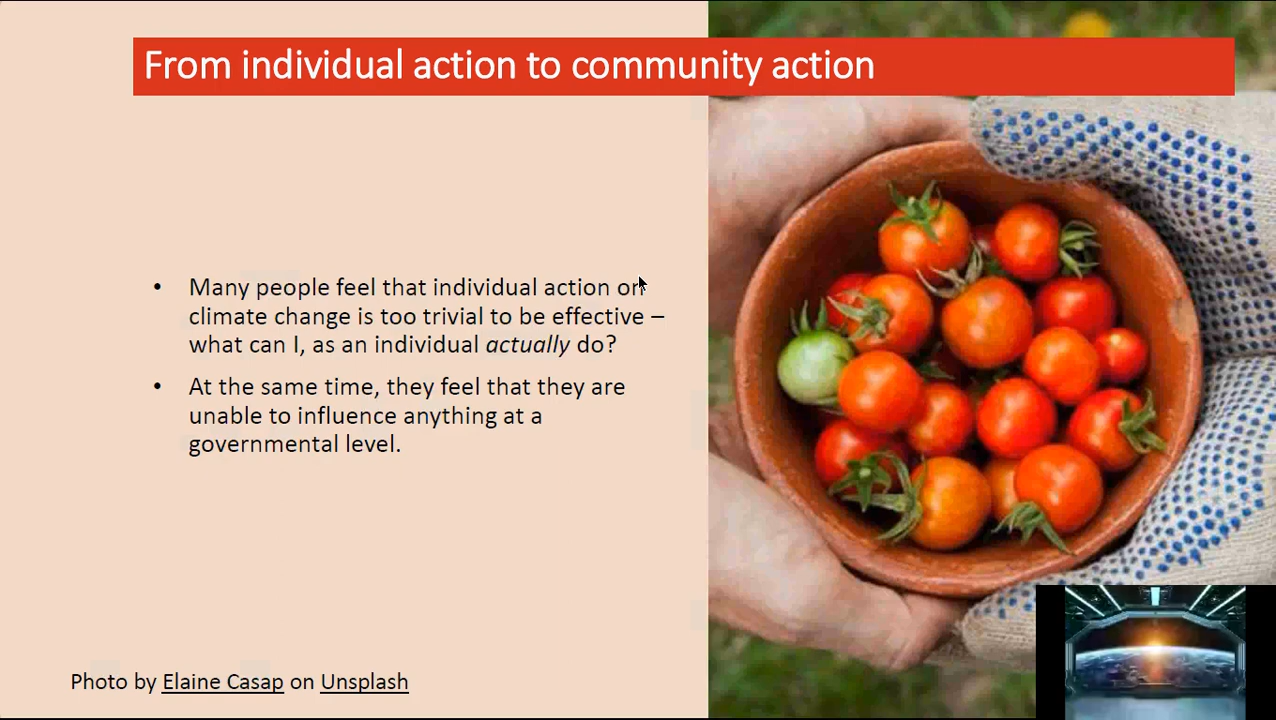 From individual action to community action
• Many people feel that individual action on
climate change is too trivial to be effective –
what can I, as an individual actually do?
• At the same time, they feel that they are
unable to influence anything at a
governmental level.
Photo by Elaine Casap on Unsplash